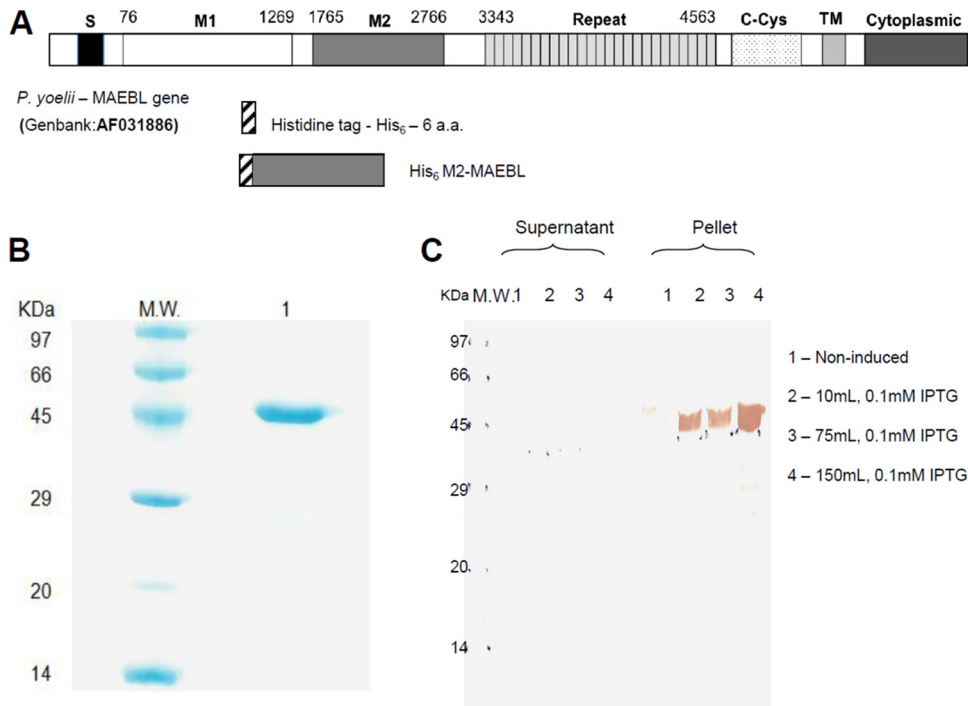 A
S 76 M1 1269 1765 M2 2766 3343 Repeat 4563 C-Cys TM Cytoplasmic
P. yoelii – MAEBL gene
(Genbank:AF031886)
Histidine tag - His6 – 6 a.a.
His6 M2-MAEBL
B
KDa M.W. 1
97
66
45
29
20
14
C
Supernatant Pellet
KDa M.W. 1 2 3 4 1 2 3 4
97
66
45
29
20
14
1 – Non-induced
2 – 10mL, 0.1mM IPTG
3 – 75mL, 0.1mM IPTG
4 – 150mL, 0.1mM IPTG